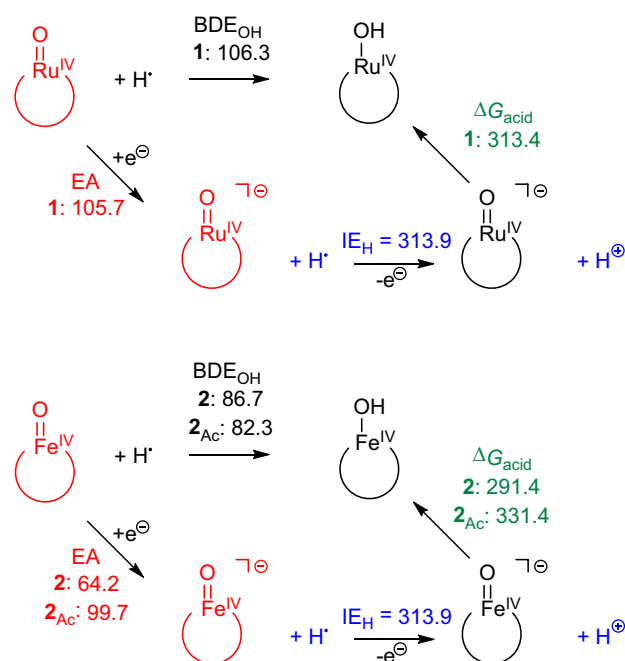 BDE_OH
1: 106.3
O
Ru^IV
+ H•
OH
Ru^IV
ΔG_acid
1: 313.4
+e⊖
EA
1: 105.7
O ⊖
Ru^IV
+ H•
IE_H = 313.9
-e⊖
O ⊖
Ru^IV
+ H⊕
BDE_OH
2: 86.7
2_Ac: 82.3
O
Fe^IV
+ H•
OH
Fe^IV
ΔG_acid
2: 291.4
2_Ac: 331.4
+e⊖
EA
2: 64.2
2_Ac: 99.7
O ⊖
Fe^IV
+ H•
IE_H = 313.9
-e⊖
O ⊖
Fe^IV
+ H⊕